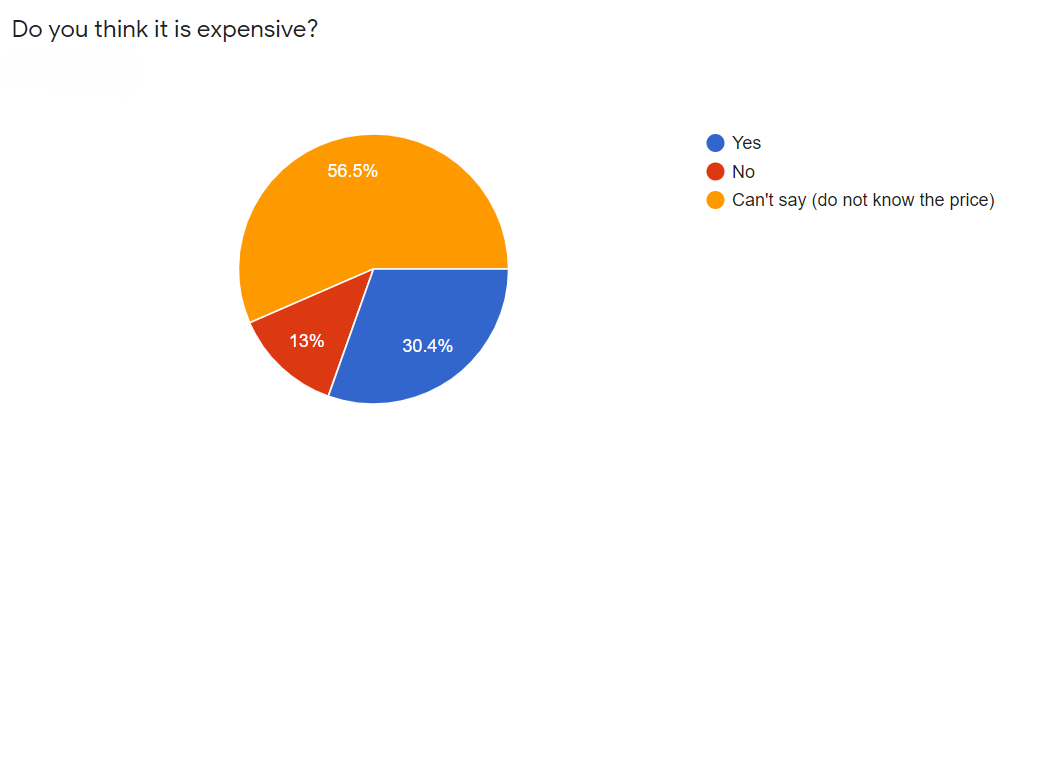 Do you think it is expensive?
56.5%
13%
30.4%
Yes
No
Can't say (do not know the price)